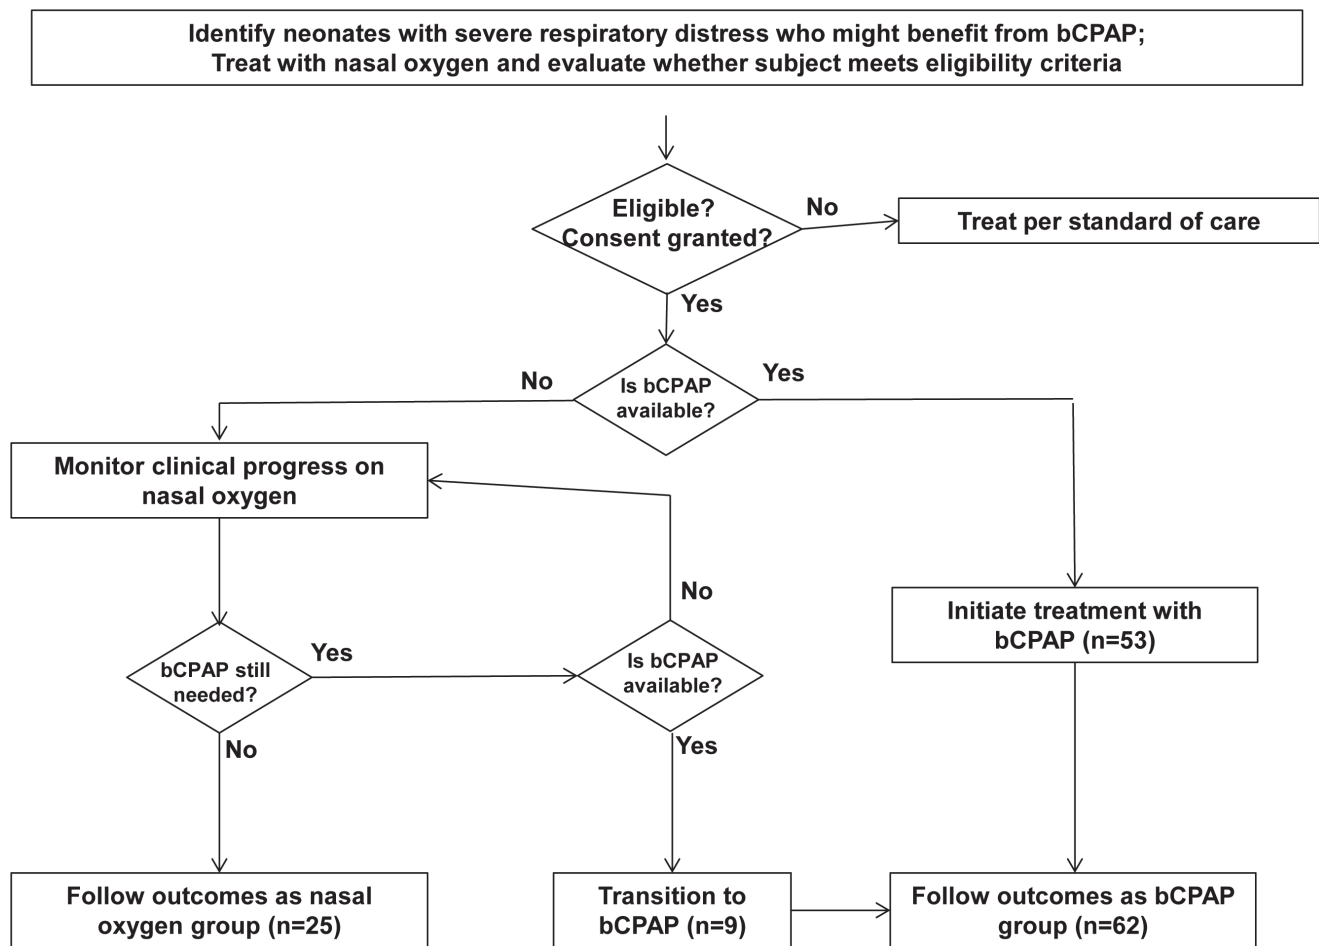 Identify neonates with severe respiratory distress who might benefit from bCPAP;
Treat with nasal oxygen and evaluate whether subject meets eligibility criteria
Eligible?
Consent granted?
No
Treat per standard of care
Yes
No
Is bCPAP
available?
Yes
Monitor clinical progress on
nasal oxygen
No
Initiate treatment with
bCPAP (n=53)
bCPAP still
needed?
Yes
Is bCPAP
available?
No
Yes
Follow outcomes as nasal
oxygen group (n=25)
Transition to
bCPAP (n=9)
Follow outcomes as bCPAP
group (n=62)